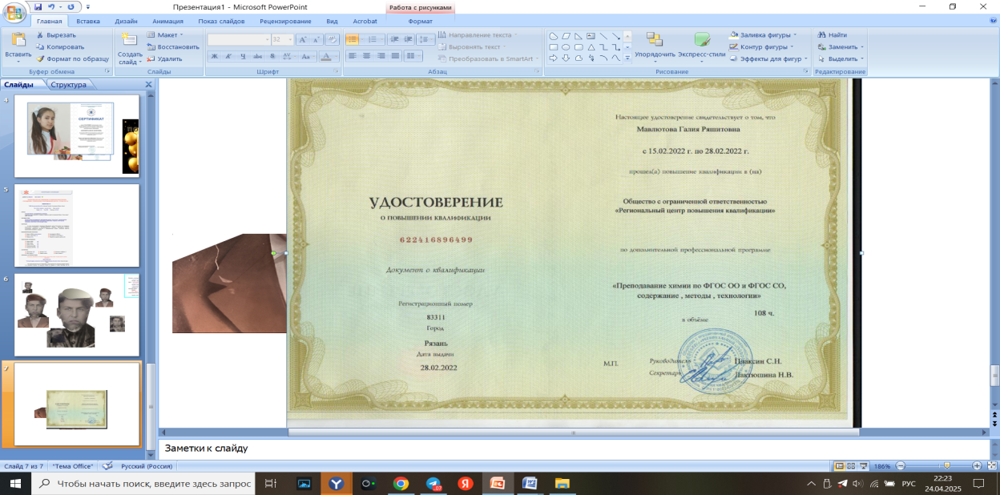 Презентация1 - Microsoft PowerPoint
Работа с рисунками
Главная Вставка Дизайн Анимация Показ слайдов Рецензирование Вид Acrobat Формат
Вставить
Вырезать
Копировать
Формат по образцу
Буфер обмена
Создать слайд
Макет
Восстановить
Удалить
Слайды
32
Шрифт
Направление текста
Выровнять текст
Преобразовать в SmartArt
Абзац
Упорядочить
Экспресс-стили
Заливка фигуры
Контур фигуры
Эффекты для фигур
Рисование
Найти
Заменить
Выделить
Редактирование
Слайды Структура
4
СЕРТИФИКАТ
5
6
7
УДОСТОВЕРЕНИЕ
О ПОВЫШЕНИИ КВАЛИФИКАЦИИ
622416896499
Документ о квалификации
Регистрационный номер
83311
Город
Рязань
Дата выдачи
28.02.2022
Настоящее удостоверение свидетельствует о том, что
Мавлютова Галия Ряшитовна
с 15.02.2022 г. по 28.02.2022 г.
прошел(а) повышение квалификации в (на)
Общество с ограниченной ответственностью
«Региональный центр повышения квалификации»
по дополнительной профессиональной программе
«Преподавание химии по ФГОС ОО и ФГОС СО,
содержание , методы , технологии»
108 ч.
в объёме
М.П.
Руководитель
С.Н.
Секретарь
Н.В.
Заметки к слайду
Слайд 7 из 7 "Тема Office" Русский (Россия) 186%
Чтобы начать поиск, введите здесь запрос
РУС
22:23
24.04.2025